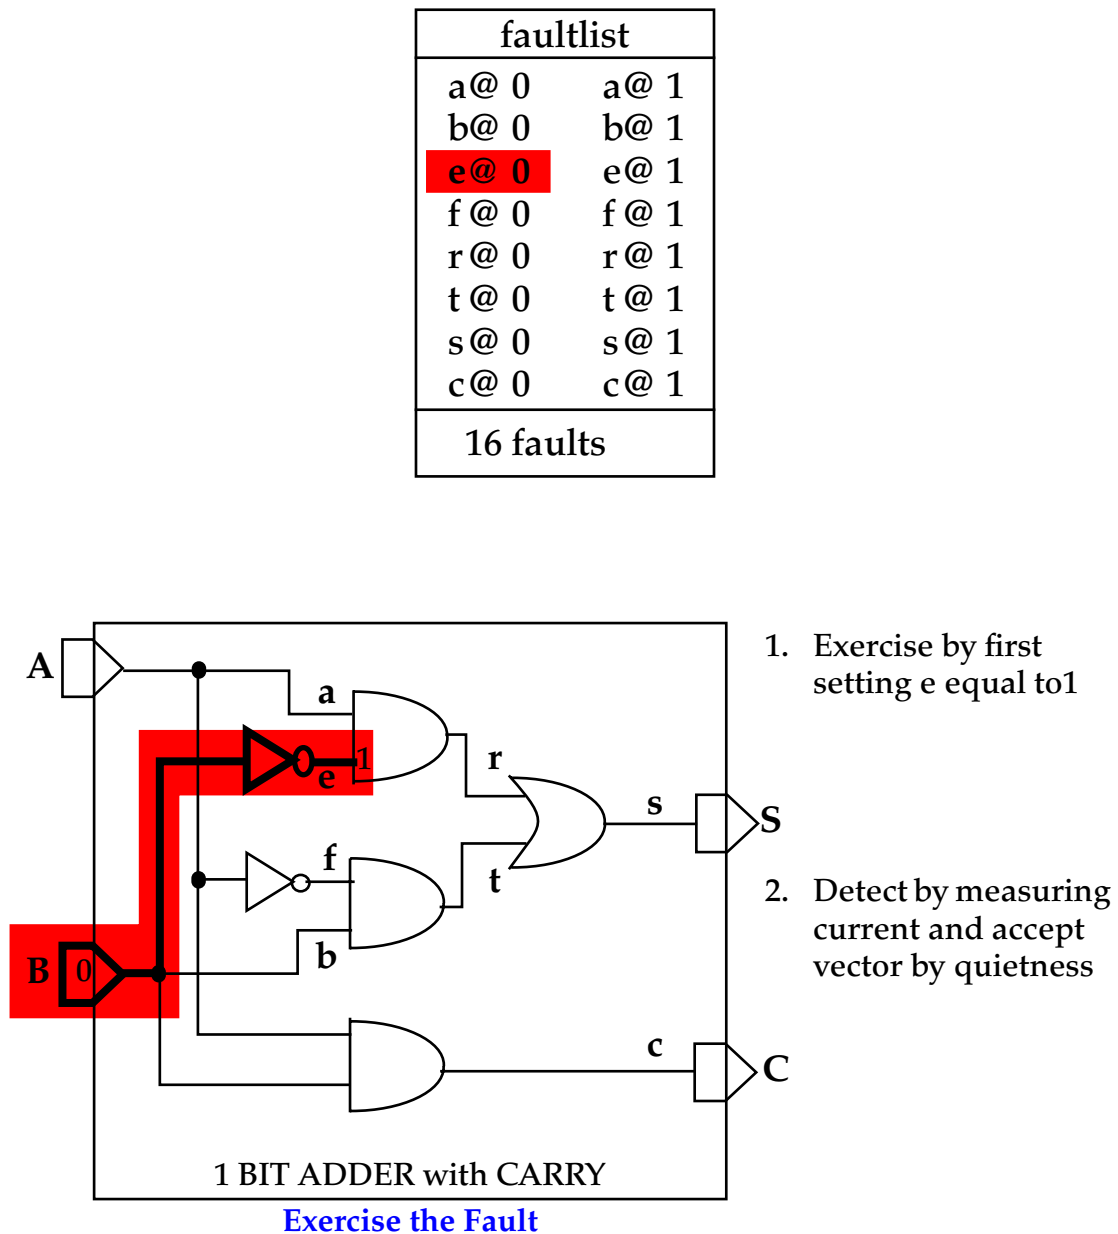 faultlist
a@ 0 a@ 1
b@ 0 b@ 1
e@ 0 e@ 1
f@ 0 f@ 1
r@ 0 r@ 1
t@ 0 t@ 1
s@ 0 s@ 1
c@ 0 c@ 1
16 faults
A
a
1
e
r
s
S
f
t
b
B 0
c
C
1 BIT ADDER with CARRY
Exercise the Fault
1. Exercise by first
setting e equal to1
2. Detect by measuring
current and accept
vector by quietness